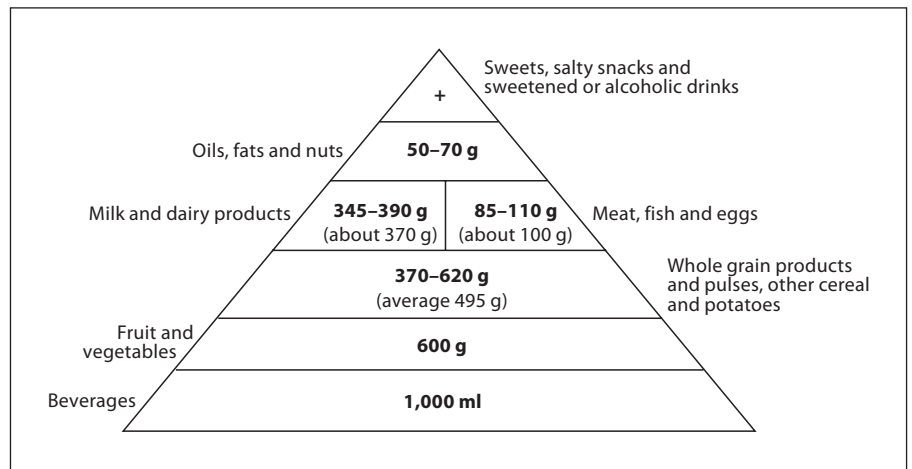 Sweets, salty snacks and
sweetened or alcoholic drinks
+
Oils, fats and nuts
50–70 g
Milk and dairy products
345–390 g
(about 370 g)
85–110 g
(about 100 g)
Meat, fish and eggs
370–620 g
(average 495 g)
Whole grain products
and pulses, other cereal
and potatoes
Fruit and
vegetables
600 g
Beverages
1,000 ml